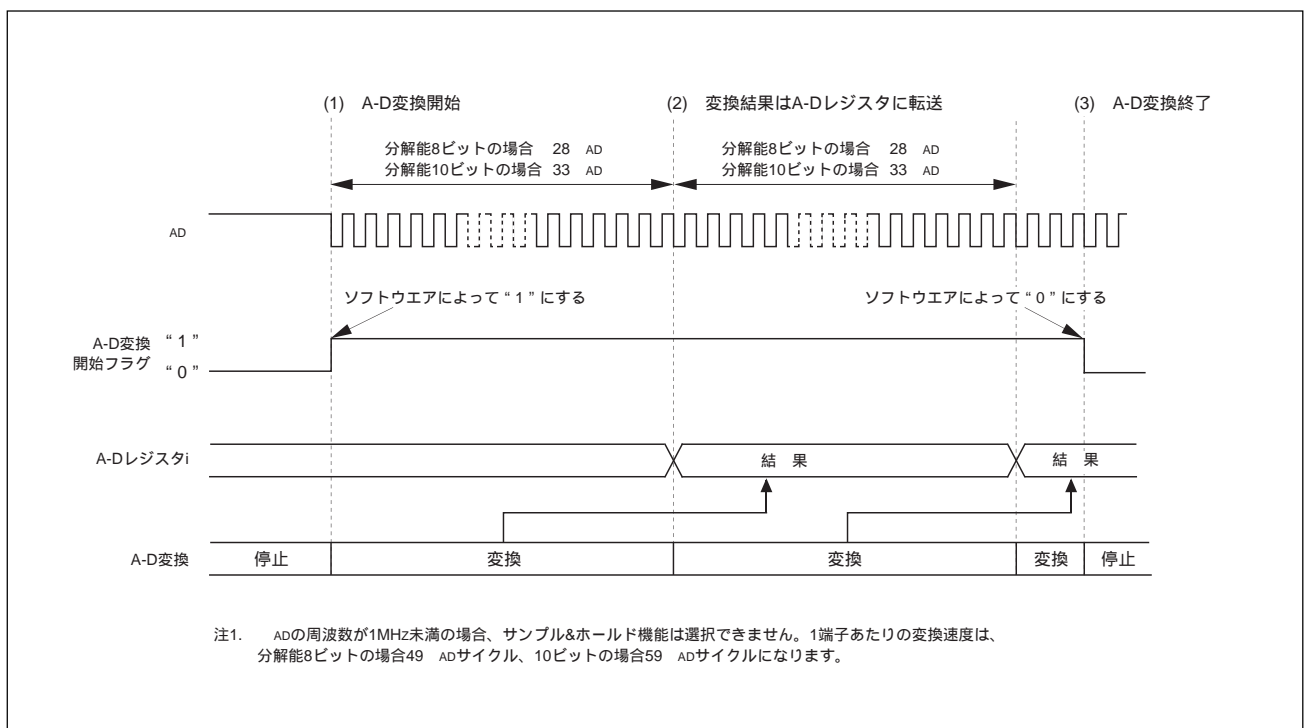 (1) A-D変換開始
(2) 変換結果はA-Dレジスタに転送
(3) A-D変換終了
分解能8ビットの場合 28 AD
分解能10ビットの場合 33 AD
分解能8ビットの場合 28 AD
分解能10ビットの場合 33 AD
AD
ソフトウエアによって“1”にする
ソフトウエアによって“0”にする
A-D変換 “1”
開始フラグ “0”
A-Dレジスタi
結 果
結 果
A-D変換
停止
変換
変換
変換
停止
注1. ADの周波数が1MHz未満の場合、サンプル&ホールド機能は選択できません。1端子あたりの変換速度は、
分解能8ビットの場合49 ADサイクル、10ビットの場合59 ADサイクルになります。